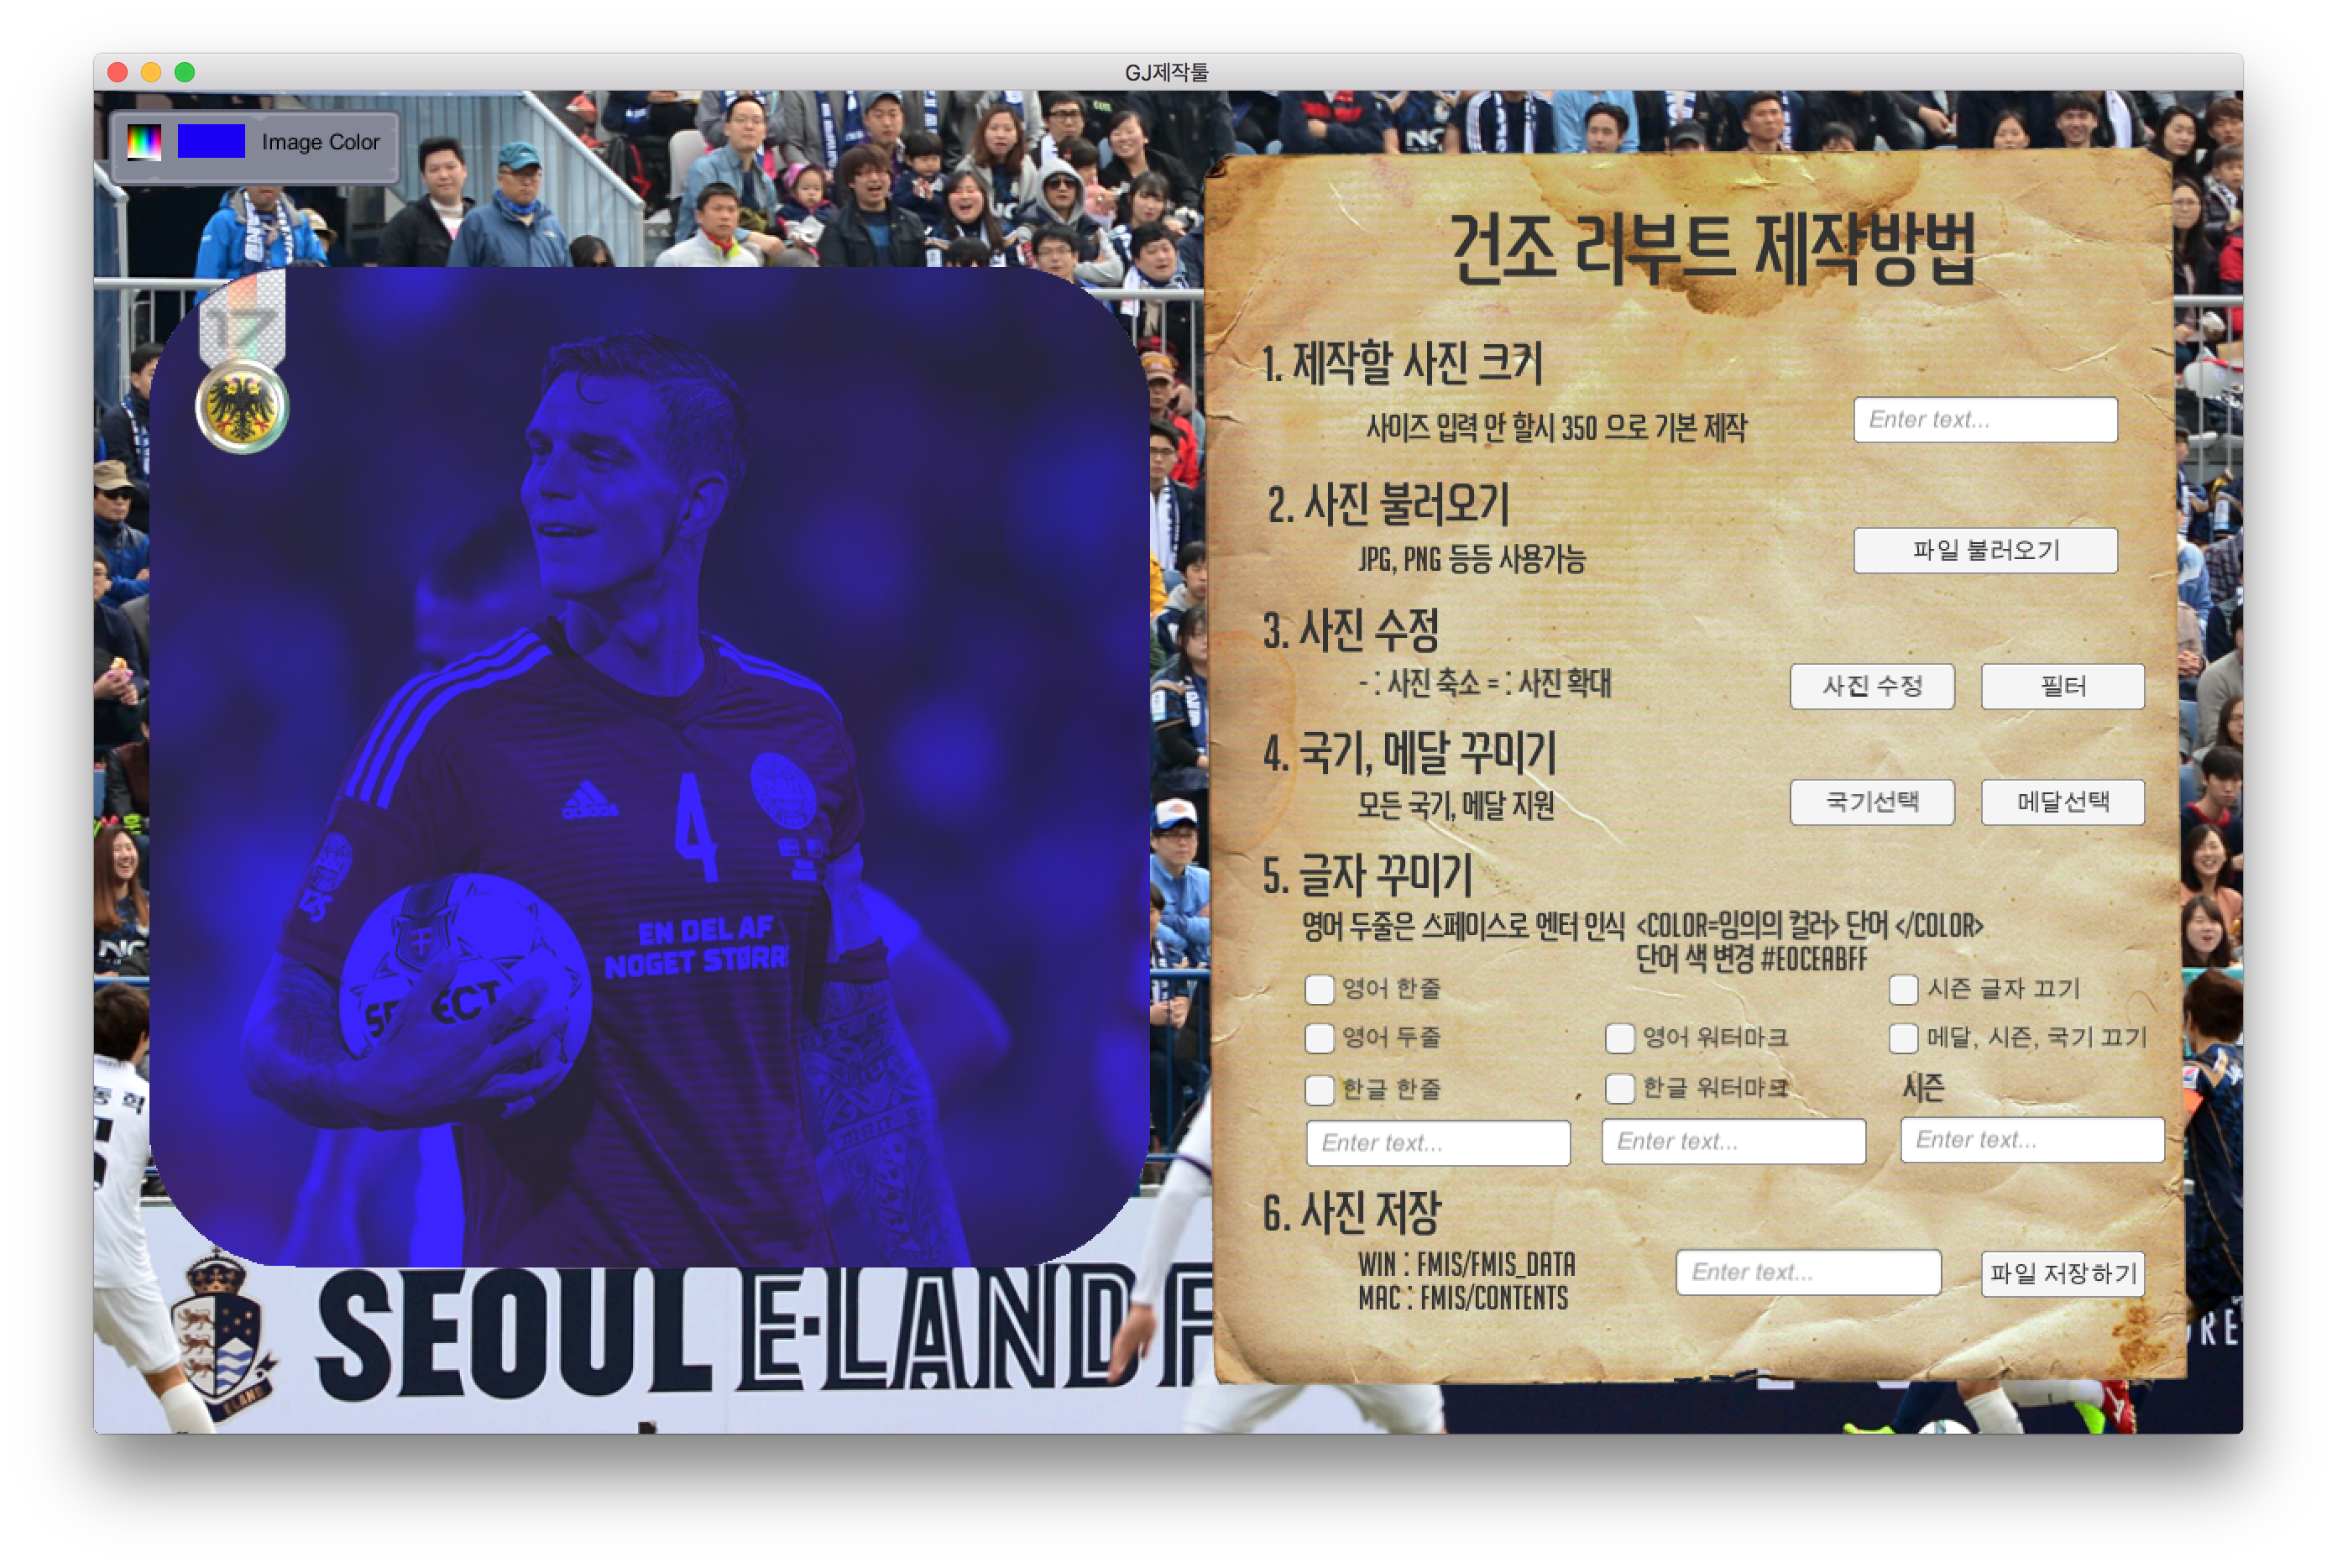 GJ제작툴
Image Color
17
adidas
4
EN DEL AF
NOGET STØRR
SELECT
SEOUL E·LAND F
ELAND
건조 리부트 제작방법
1. 제작할 사진 크기
사이즈 입력 안 할시 350 으로 기본 제작
Enter text...
2. 사진 불러오기
JPG, PNG 등등 사용가능
파일 불러오기
3. 사진 수정
- : 사진 축소 = : 사진 확대
사진 수정
필터
4. 국기, 메달 꾸미기
모든 국기, 메달 지원
국기선택
메달선택
5. 글자 꾸미기
영어 두줄은 스페이스로 엔터 인식
<COLOR=임의의 컬러> 단어 </COLOR>
단어 색 변경 #E0CEABFF
영어 한줄
시즌 글자 끄기
영어 두줄
영어 워터마크
메달, 시즌, 국기 끄기
한글 한줄
한글 워터마크
시즌
Enter text...
Enter text...
Enter text...
6. 사진 저장
WIN : FMIS/FMIS_DATA
MAC : FMIS/CONTENTS
Enter text...
파일 저장하기